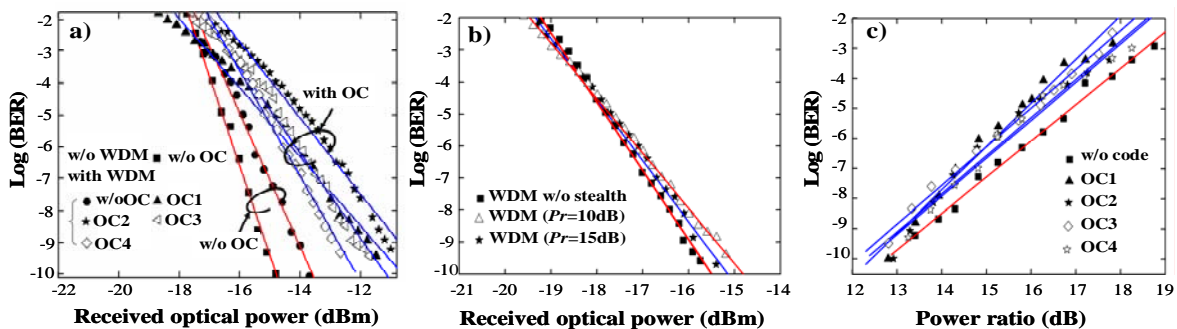 a)
Log (BER)
-2
-3
-4
-5
-6
-7
-8
-9
-10
with OC
w/o WDM
w/o OC
with WDM
w/oOC
OC1
OC2
OC3
OC4
w/o OC
-22
-20
-18
-16
-14
-12
Received optical power (dBm)
b)
Log (BER)
-2
-3
-4
-5
-6
-7
-8
-9
-10
WDM w/o stealth
WDM (Pr=10dB)
WDM (Pr=15dB)
-21
-20
-19
-18
-17
-16
-15
-14
Received optical power (dBm)
c)
Log (BER)
-2
-3
-4
-5
-6
-7
-8
-9
-10
w/o code
OC1
OC2
OC3
OC4
12
13
14
15
16
17
18
19
Power ratio (dB)